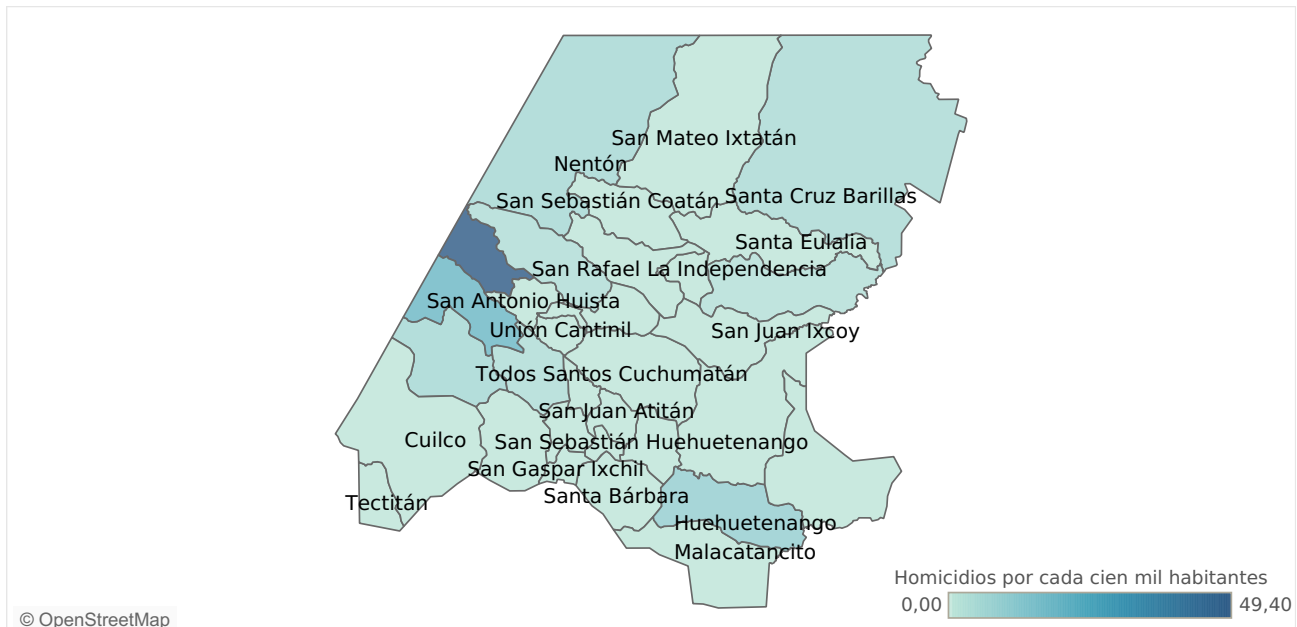 San Mateo Ixtatán
Nentón
San Sebastián Coatán
Santa Cruz Barillas
Santa Eulalia
San Rafael La Independencia
San Antonio Huista
Unión Cantinil
San Juan Ixcoy
Todos Santos Cuchumatán
San Juan Atitán
Cuilco
San Sebastián Huehuetenango
San Gaspar Ixchil
Santa Bárbara
Tectitán
Huehuetenango
Malacatancito
Homicidios por cada cien mil habitantes
0,00
49,40
© OpenStreetMap